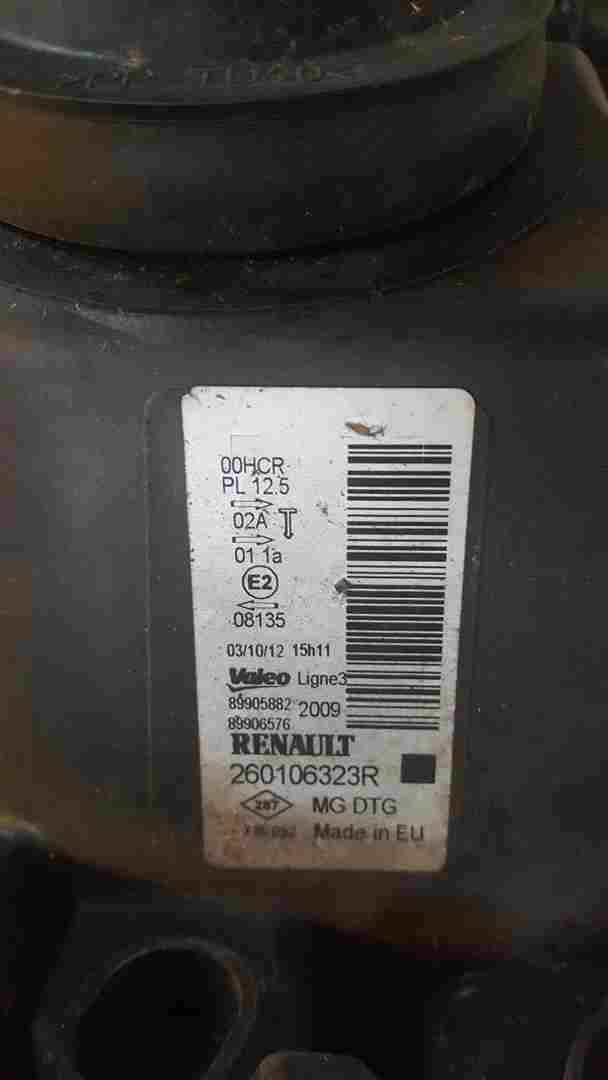 00HCR
PL 12.5
02A
01 1a
E2
08135
03/10/12 15h11
Valeo Ligne3
89905882 2009
89906576
RENAULT
260106323R
287 MG DTG
Made in EU